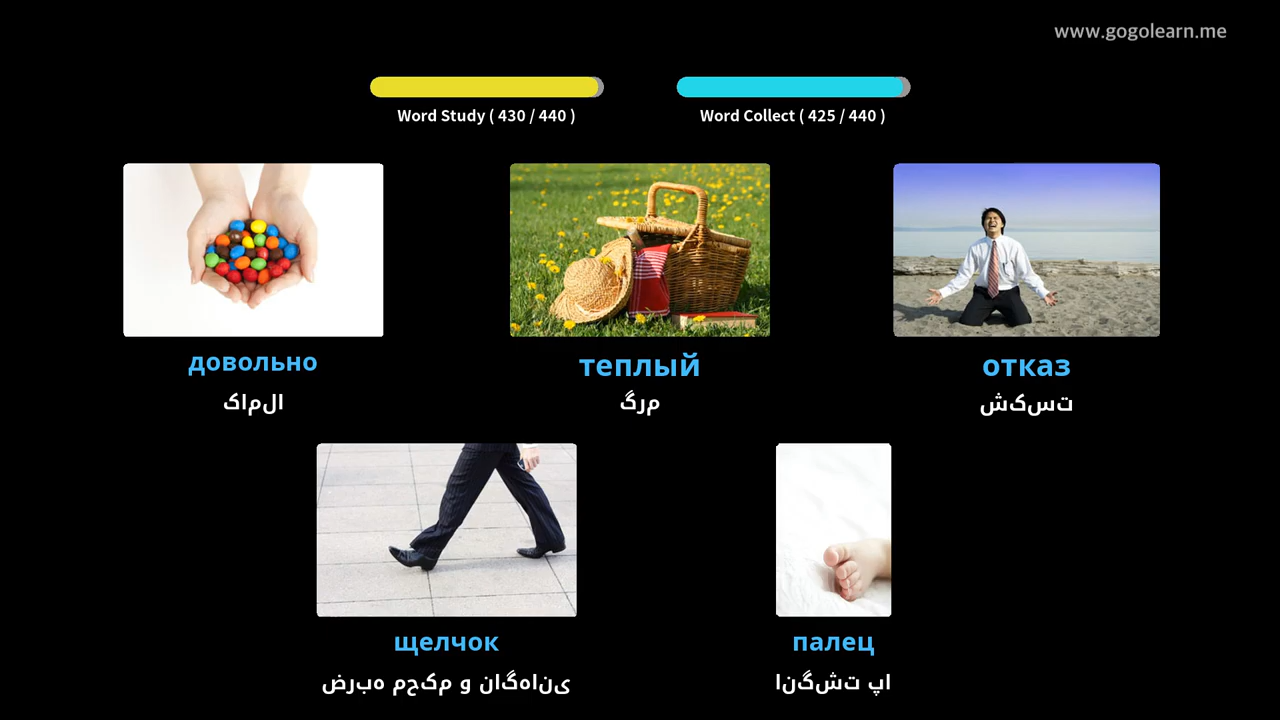 www.gogolearn.me
Word Study ( 430 / 440 )
Word Collect ( 425 / 440 )
довольно
کاملا
теплый
گرم
отказ
شکست
щелчок
ضربه محکم و ناگهانی
палец
انگشت پا